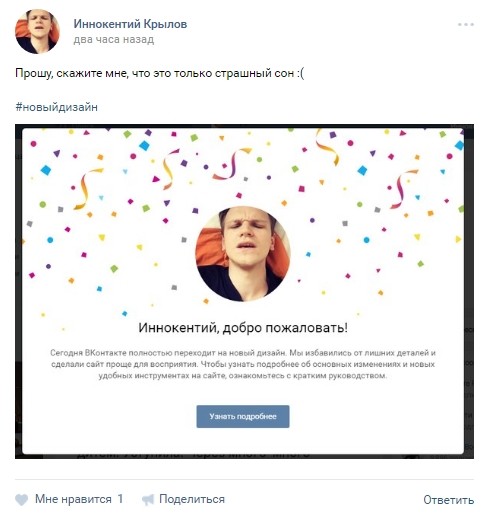 Иннокентий Крылов
два часа назад
Прошу, скажите мне, что это только страшный сон :(
#новыйдизайн
Иннокентий, добро пожаловать!
Сегодня ВКонтакте полностью переходит на новый дизайн. Мы избавились от лишних деталей и
сделали сайт проще для восприятия. Чтобы узнать подробнее об основных изменениях и новых
удобных инструментах на сайте, ознакомьтесь с кратким руководством.
Узнать подробнее
Мне нравится 1 Поделиться Ответить